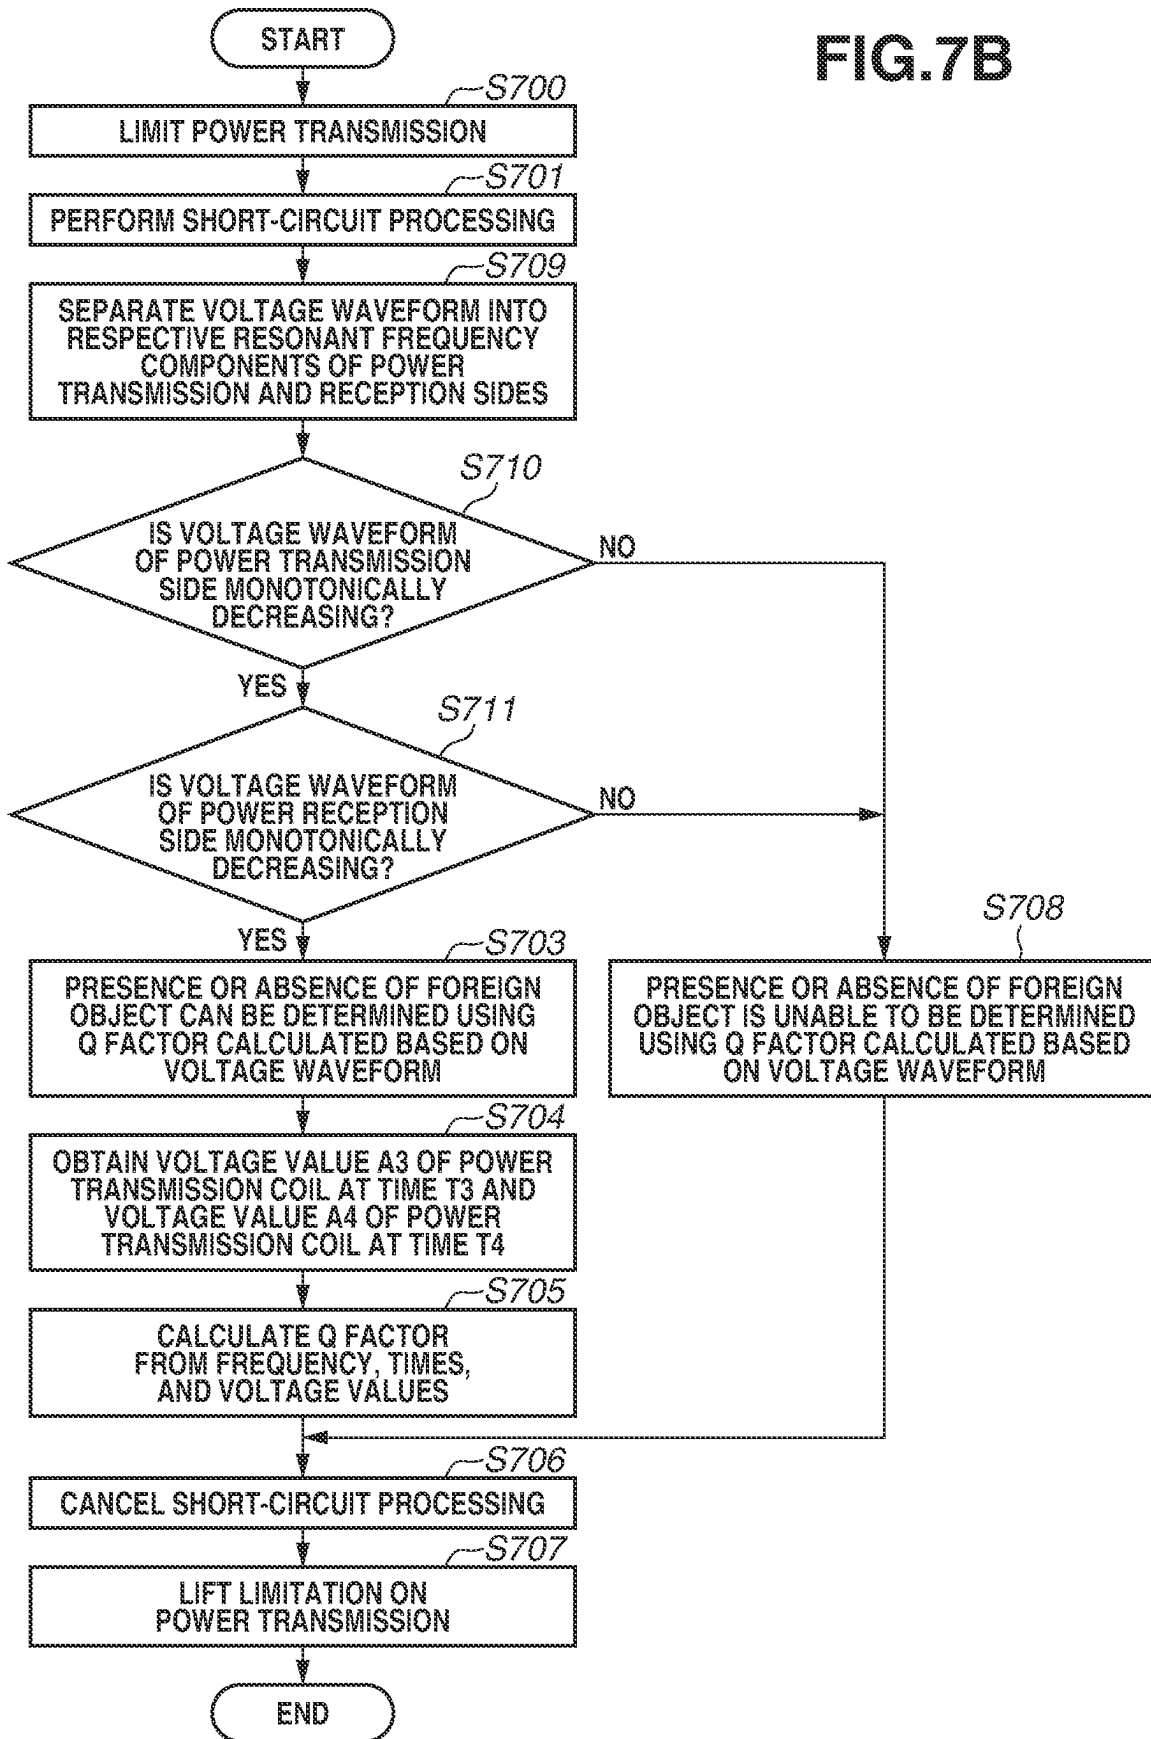 FIG.7B
START
S700
LIMIT POWER TRANSMISSION
S701
PERFORM SHORT-CIRCUIT PROCESSING
S709
SEPARATE VOLTAGE WAVEFORM INTO
RESPECTIVE RESONANT FREQUENCY
COMPONENTS OF POWER
TRANSMISSION AND RECEPTION SIDES
S710
IS VOLTAGE WAVEFORM
OF POWER TRANSMISSION
SIDE MONOTONICALLY
DECREASING?
NO
YES
S711
IS VOLTAGE WAVEFORM
OF POWER RECEPTION
SIDE MONOTONICALLY
DECREASING?
NO
YES
S703
PRESENCE OR ABSENCE OF FOREIGN
OBJECT CAN BE DETERMINED USING
Q FACTOR CALCULATED BASED ON
VOLTAGE WAVEFORM
S708
PRESENCE OR ABSENCE OF FOREIGN
OBJECT IS UNABLE TO BE DETERMINED
USING Q FACTOR CALCULATED BASED
ON VOLTAGE WAVEFORM
S704
OBTAIN VOLTAGE VALUE A3 OF POWER
TRANSMISSION COIL AT TIME T3 AND
VOLTAGE VALUE A4 OF POWER
TRANSMISSION COIL AT TIME T4
S705
CALCULATE Q FACTOR
FROM FREQUENCY, TIMES,
AND VOLTAGE VALUES
S706
CANCEL SHORT-CIRCUIT PROCESSING
S707
LIFT LIMITATION ON
POWER TRANSMISSION
END